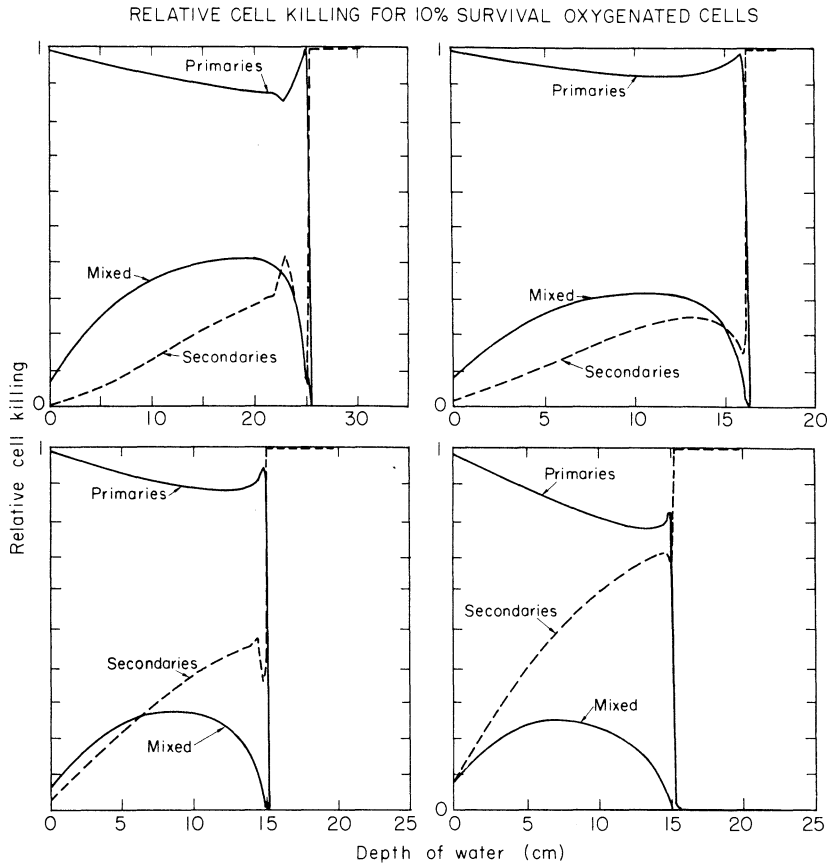 RELATIVE CELL KILLING FOR 10% SURVIVAL OXYGENATED CELLS
Relative cell killing
1
Primaries
Mixed
Secondaries
0
0 10 20 30
1
Primaries
Mixed
Secondaries
0
0 5 10 15 20
1
Primaries
Secondaries
Mixed
0
0 5 10 15 20 25
1
Primaries
Secondaries
Mixed
0
0 5 10 15 20 25
Depth of water (cm)